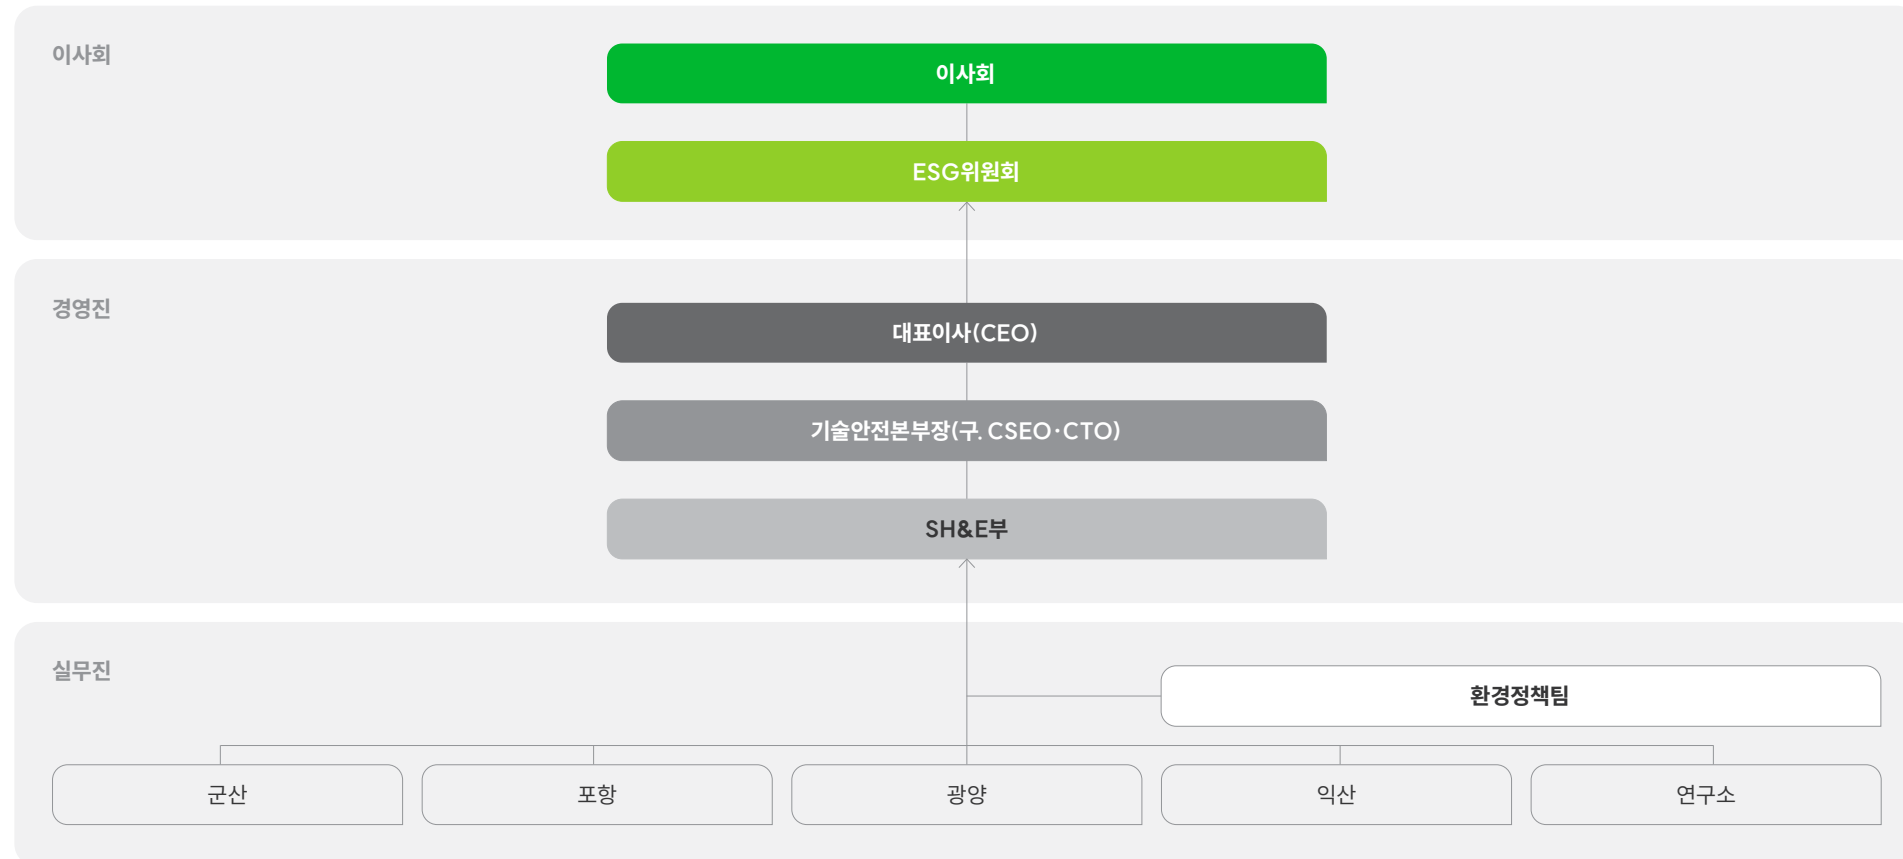 이사회
이사회
ESG위원회
경영진
대표이사(CEO)
기술안전본부장(구. CSEO·CTO)
SH&E부
실무진
환경정책팀
군산
포항
광양
익산
연구소